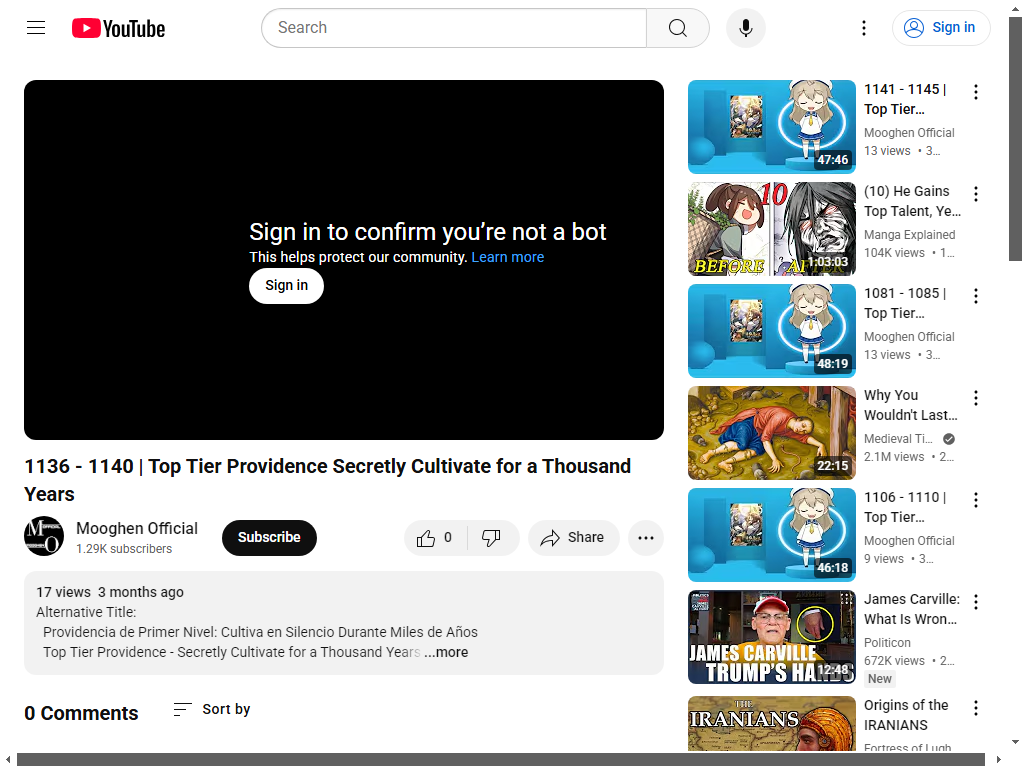 YouTube
Search
Sign in
Sign in to confirm you’re not a bot
This helps protect our community. Learn more
Sign in
1136 - 1140 | Top Tier Providence Secretly Cultivate for a Thousand
Years
Mooghen Official
1.29K subscribers
Subscribe
0
Share
17 views 3 months ago
Alternative Title:
Providencia de Primer Nivel: Cultiva en Silencio Durante Miles de Años
Top Tier Providence - Secretly Cultivate for a Thousand Years ...more
0 Comments
Sort by
47:46
1141 - 1145 |
Top Tier…
Mooghen Official
13 views • 3…
10
BEFORE
AFTER
1:03:03
(10) He Gains
Top Talent, Ye…
Manga Explained
104K views • 1…
48:19
1081 - 1085 |
Top Tier…
Mooghen Official
13 views • 3…
22:15
Why You
Wouldn't Last…
Medieval Ti…
2.1M views • 2…
46:18
1106 - 1110 |
Top Tier…
Mooghen Official
9 views • 3…
JAMES CARVILLE
TRUMP'S HANDS
12:48
James Carville:
What Is Wron…
Politicon
672K views • 2…
New
THE
IRANIANS
Origins of the
IRANIANS
Fortress of Lugh